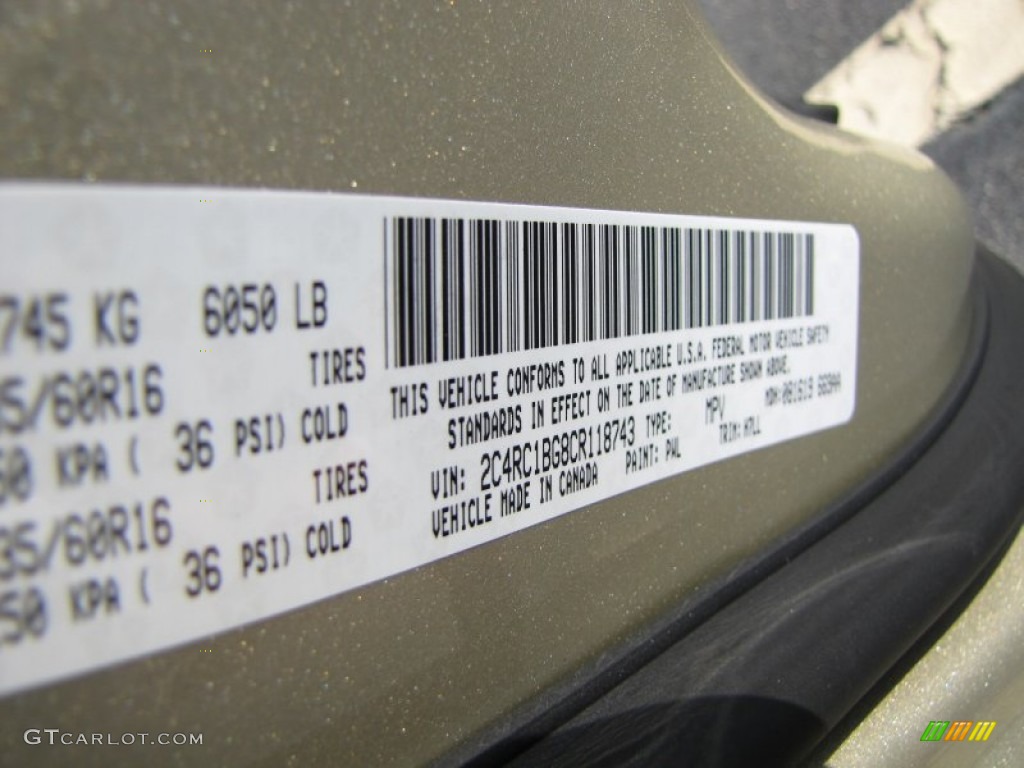 745 KG 6050 LB
TIRES
5/60R16
50 KPA ( 36 PSI) COLD
TIRES
35/60R16
50 KPA ( 36 PSI) COLD
THIS VEHICLE CONFORMS TO ALL APPLICABLE U.S.A. FEDERAL MOTOR VEHICLE SAFETY
STANDARDS IN EFFECT ON THE DATE OF MANUFACTURE SHOWN ABOVE.
VIN: 2C4RC1BG8CR118743 TYPE: MPV MDH:
VEHICLE MADE IN CANADA PAINT: PWL TRIM:
GTCARLOT.COM